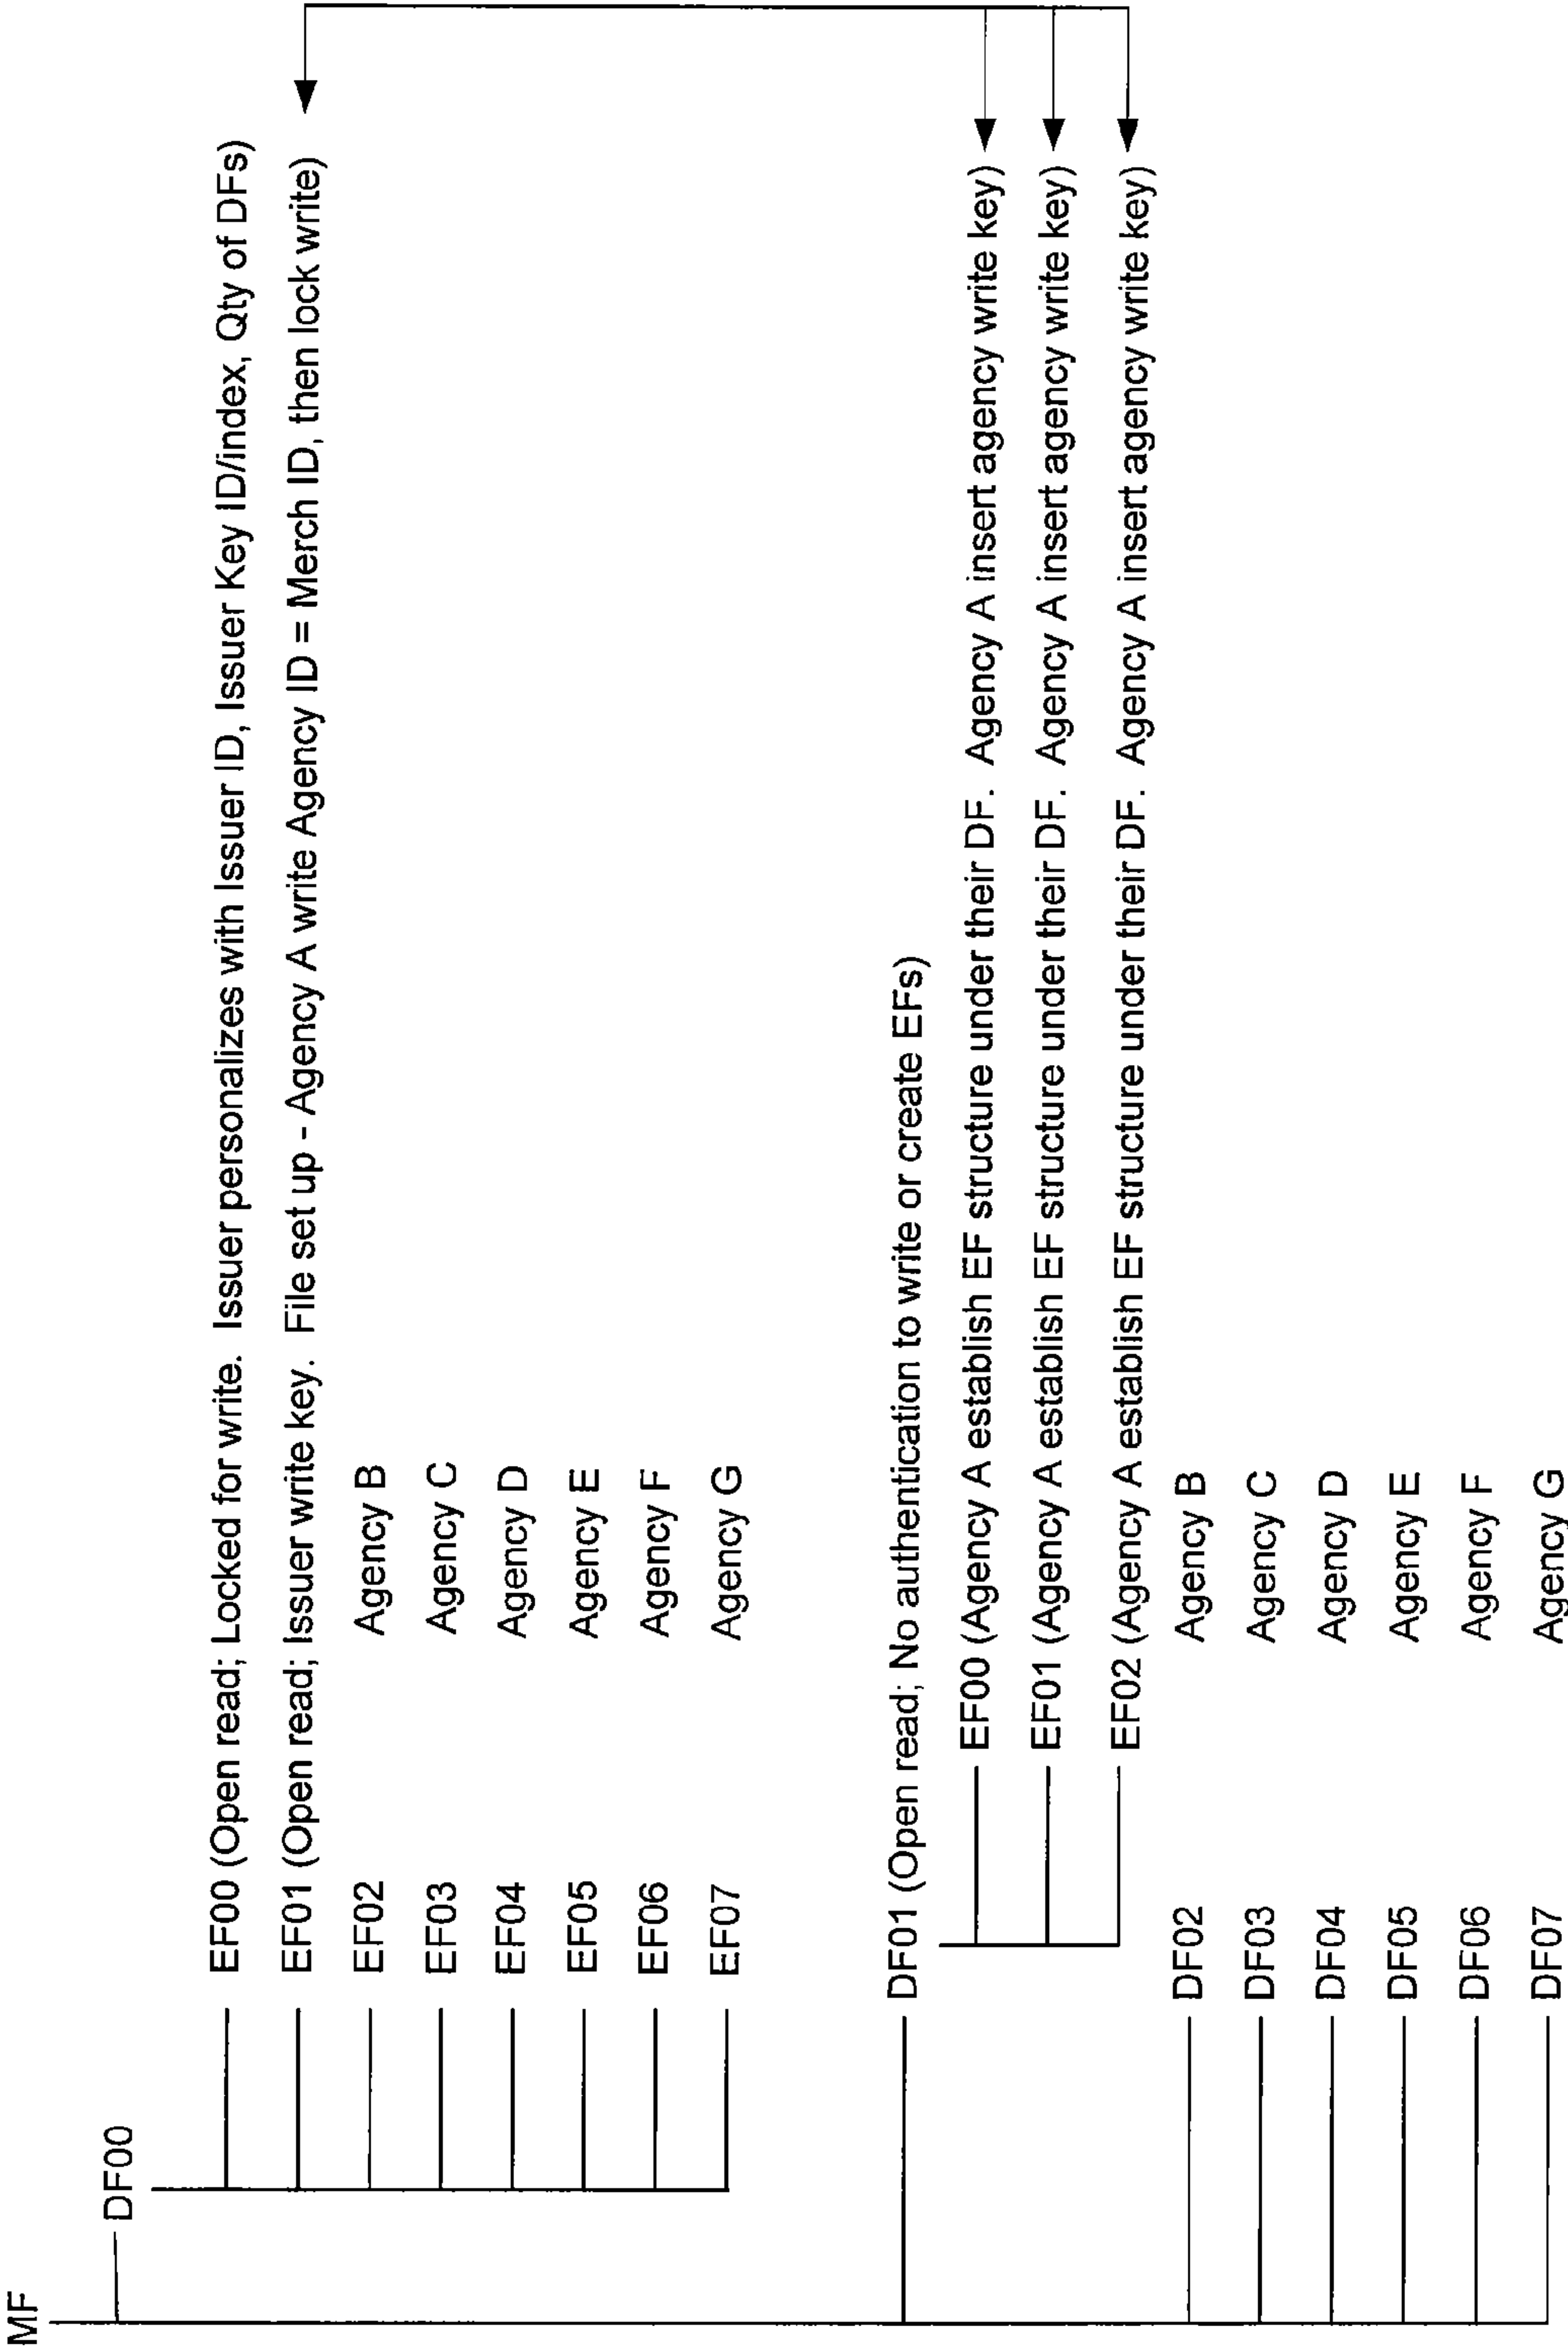 MF
DF00
EF00 (Open read; Locked for write.  Issuer personalizes with Issuer ID, Issuer Key ID/index, Qty of DFs)
EF01 (Open read; Issuer write key.  File set up - Agency A write Agency ID = Merch ID, then lock write)
EF02 Agency B
EF03 Agency C
EF04 Agency D
EF05 Agency E
EF06 Agency F
EF07 Agency G
DF01 (Open read; No authentication to write or create EFs)
EF00 (Agency A establish EF structure under their DF.  Agency A insert agency write key)
EF01 (Agency A establish EF structure under their DF.  Agency A insert agency write key)
EF02 (Agency A establish EF structure under their DF.  Agency A insert agency write key)
DF02 Agency B
DF03 Agency C
DF04 Agency D
DF05 Agency E
DF06 Agency F
DF07 Agency G